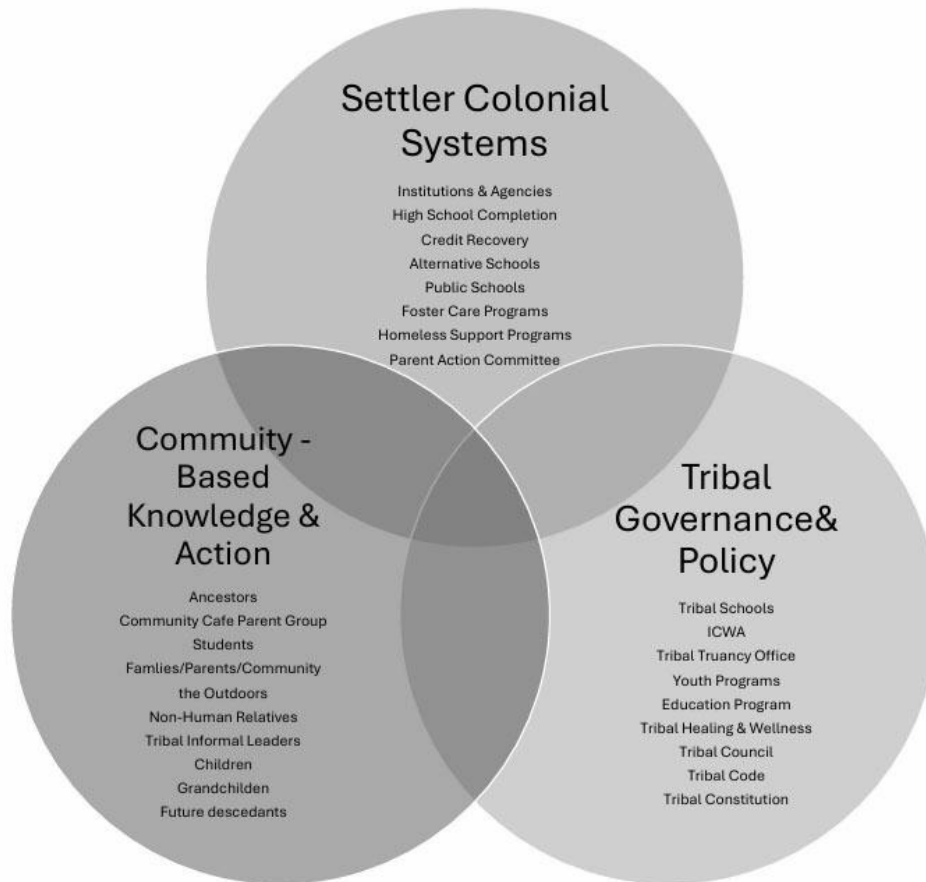 Settler Colonial
Systems
Institutions & Agencies
High School Completion
Credit Recovery
Alternative Schools
Public Schools
Foster Care Programs
Homeless Support Programs
Parent Action Committee
Commuity -
Based
Knowledge &
Action
Ancestors
Community Cafe Parent Group
Students
Famlies/Parents/Community
the Outdoors
Non-Human Relatives
Tribal Informal Leaders
Children
Grandchilden
Future descedants
Tribal
Governance&
Policy
Tribal Schools
ICWA
Tribal Truancy Office
Youth Programs
Education Program
Tribal Healing & Wellness
Tribal Council
Tribal Code
Tribal Constitution